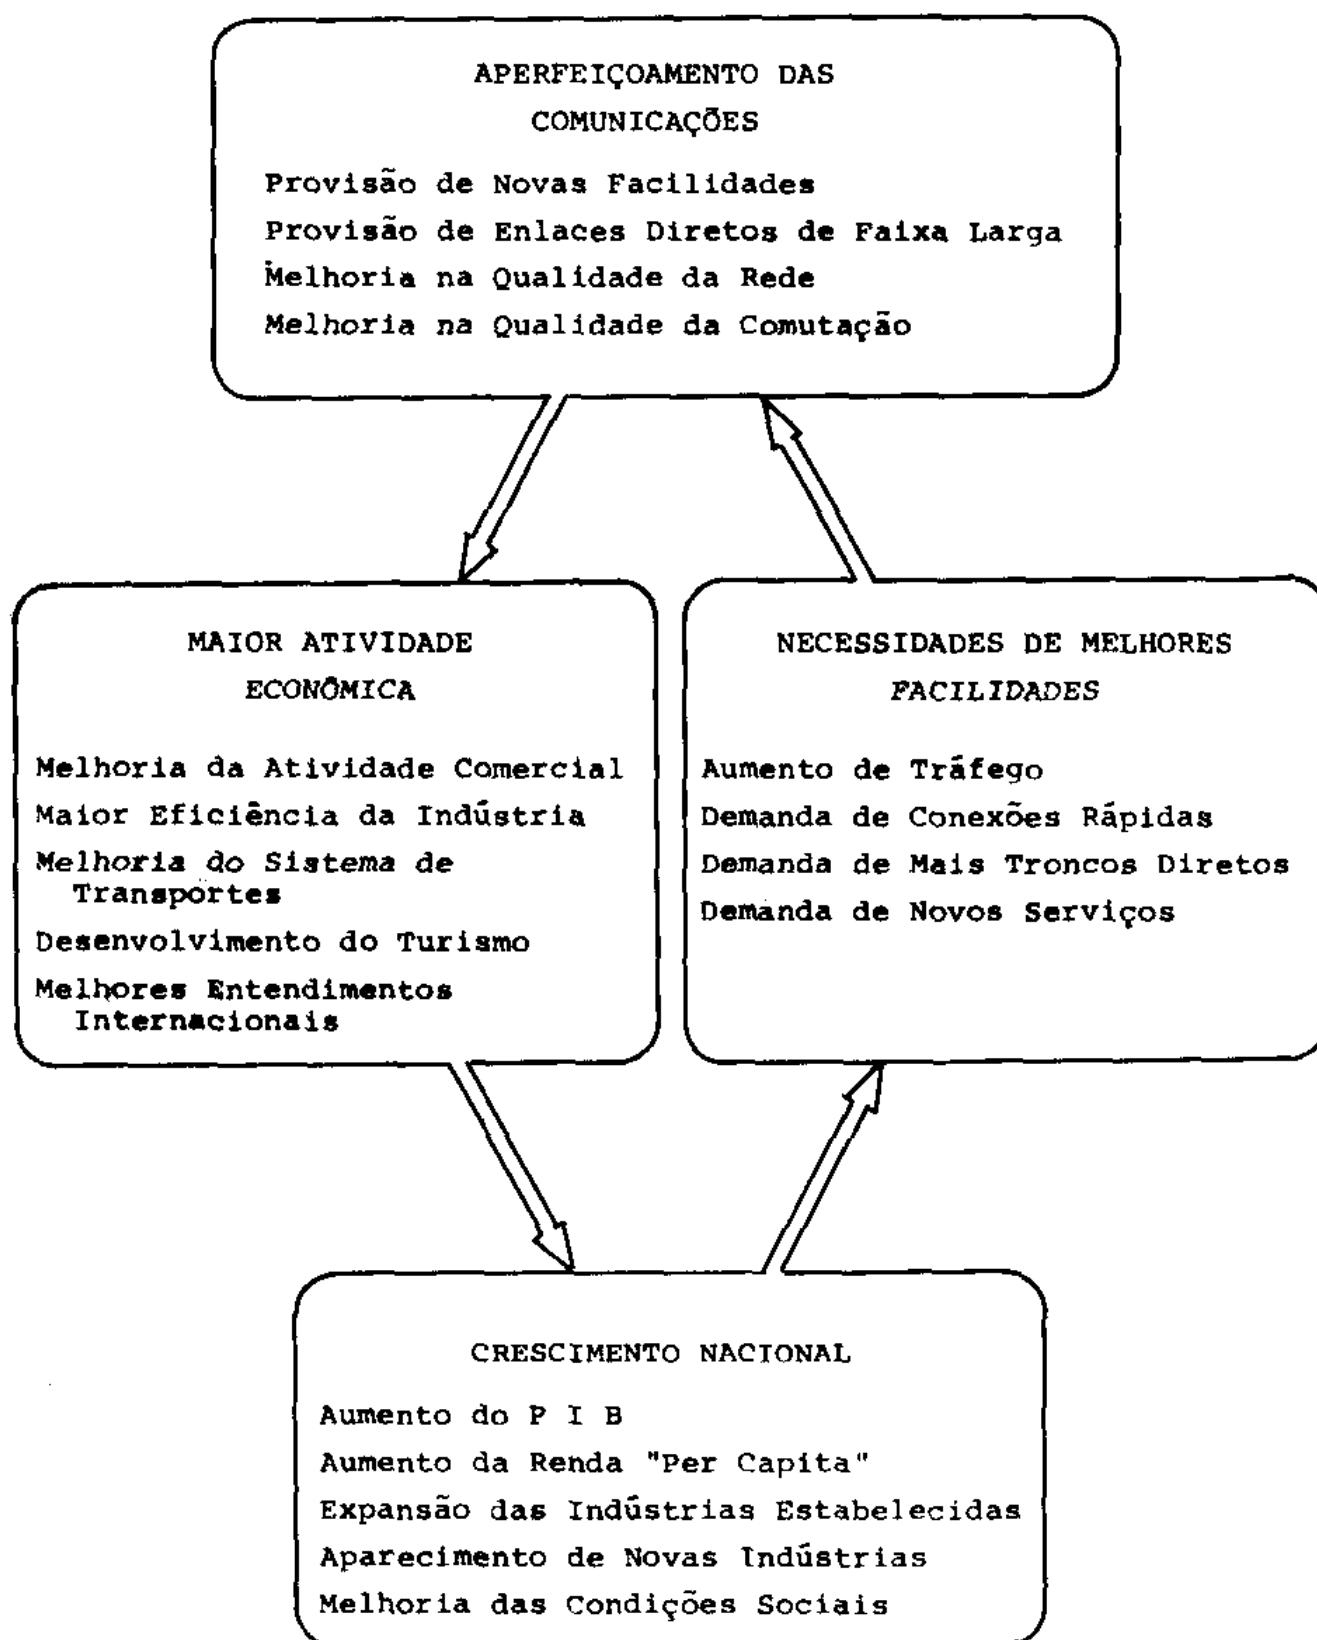 APERFEIÇOAMENTO DAS
COMUNICAÇÕES
Provisão de Novas Facilidades
Provisão de Enlaces Diretos de Faixa Larga
Melhoria na Qualidade da Rede
Melhoria na Qualidade da Comutação
MAIOR ATIVIDADE
ECONÔMICA
Melhoria da Atividade Comercial
Maior Eficiência da Indústria
Melhoria do Sistema de
Transportes
Desenvolvimento do Turismo
Melhores Entendimentos
Internacionais
NECESSIDADES DE MELHORES
FACILIDADES
Aumento de Tráfego
Demanda de Conexões Rápidas
Demanda de Mais Troncos Diretos
Demanda de Novos Serviços
CRESCIMENTO NACIONAL
Aumento do P I B
Aumento da Renda "Per Capita"
Expansão das Indústrias Estabelecidas
Aparecimento de Novas Indústrias
Melhoria das Condições Sociais